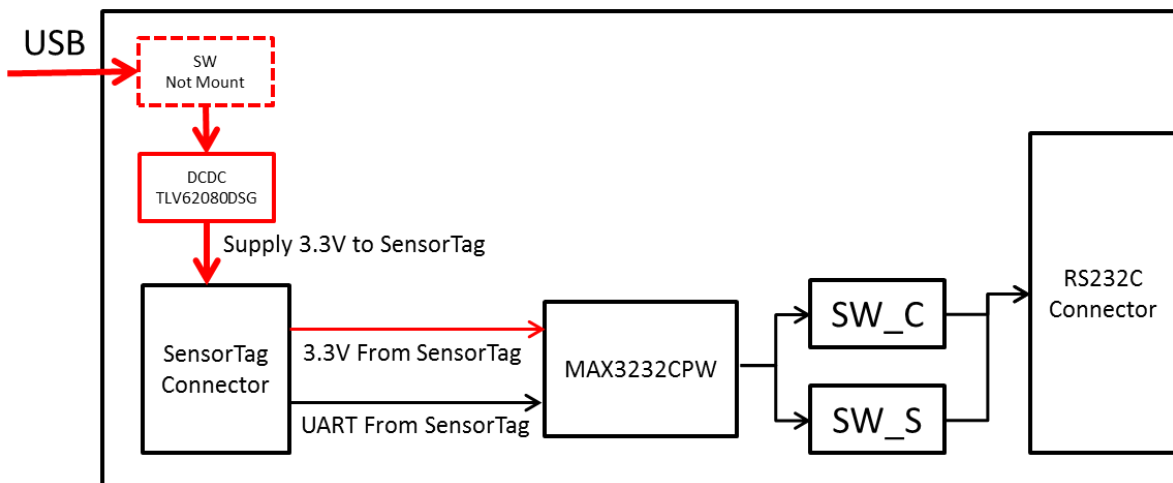 USB
SW
Not Mount
DCDC
TLV62080DSG
Supply 3.3V to SensorTag
SensorTag
Connector
3.3V From SensorTag
UART From SensorTag
MAX3232CPW
SW_C
SW_S
RS232C
Connector